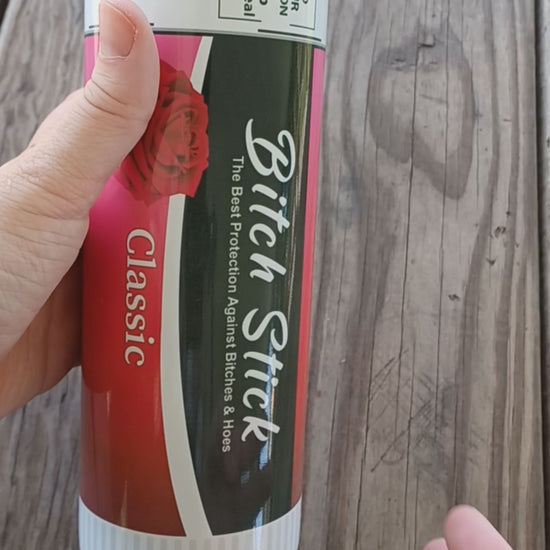 Bitch Stick
The Best Protection Against Bitches & Hoes
Classic